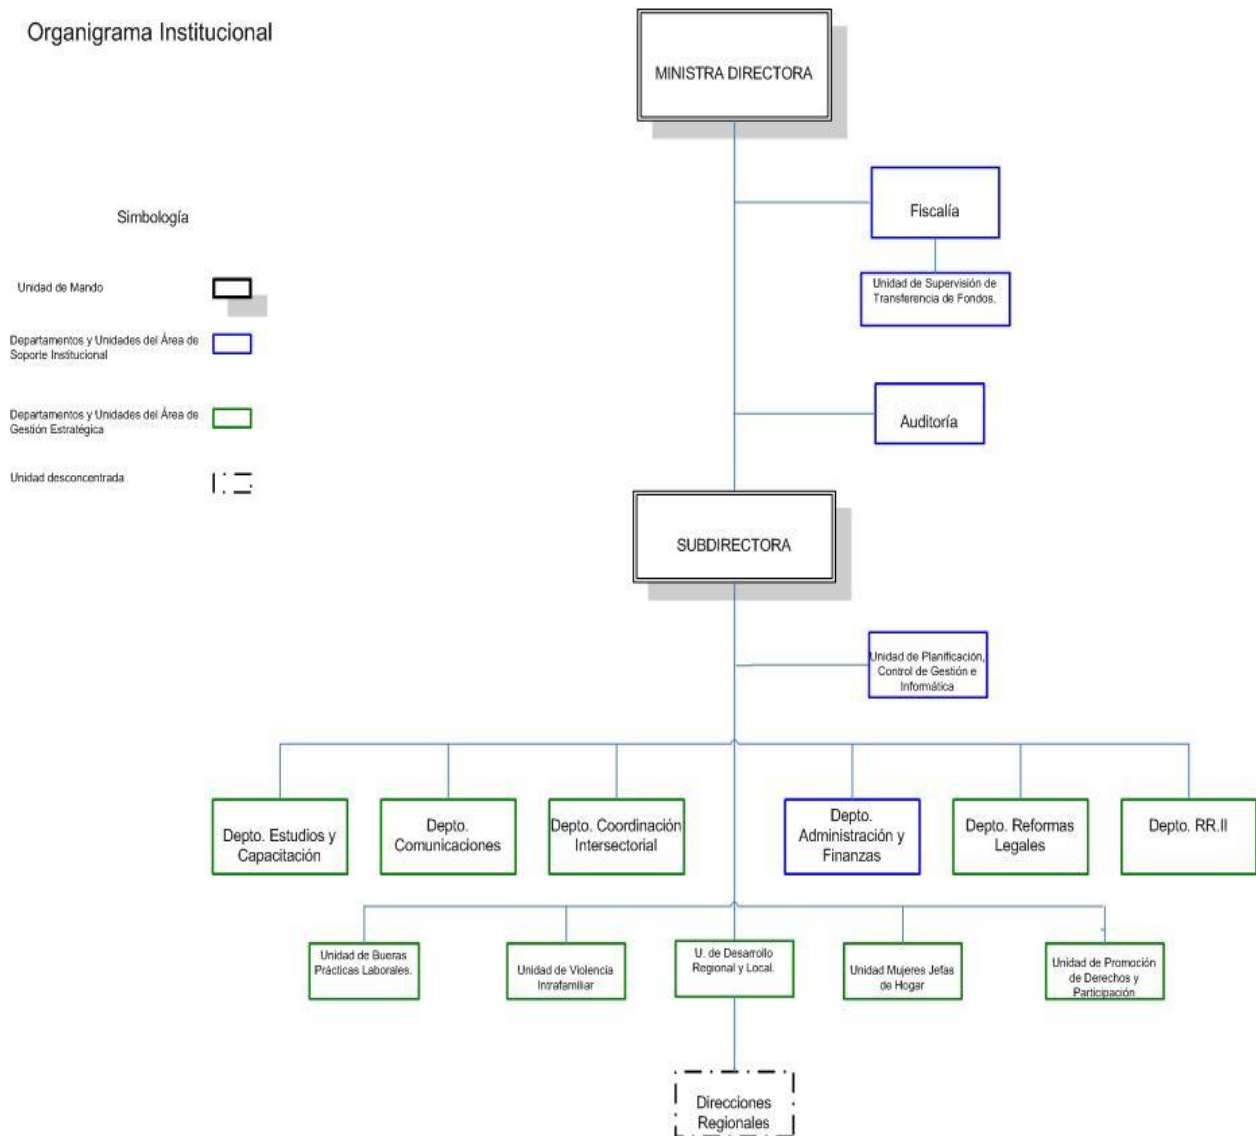 Organigrama Institucional
MINISTRA DIRECTORA
Fiscalía
Simbología
Unidad de Supervisión de
Transferencia de Fondos.
Unidad de Mando
Departamentos y Unidades del Área de
Soporte Institucional
Departamentos y Unidades del Área de
Gestión Estratégica
Auditoría
Unidad desconcentrada
SUBDIRECTORA
Unidad de Planificación,
Control de Gestión e
Informática
Depto. Estudios y
Capacitación
Depto.
Comunicaciones
Depto. Coordinación
Intersectorial
Depto.
Administración y
Finanzas
Depto. Reformas
Legales
Depto. RR.II
Unidad de Bueras
Prácticas Laborales.
Unidad de Violencia
Intrafamiliar
U. de Desarrollo
Regional y Local.
Unidad Mujeres Jefas
de Hogar
Unidad de Promoción
de Derechos y
Participación
Direcciones
Regionales